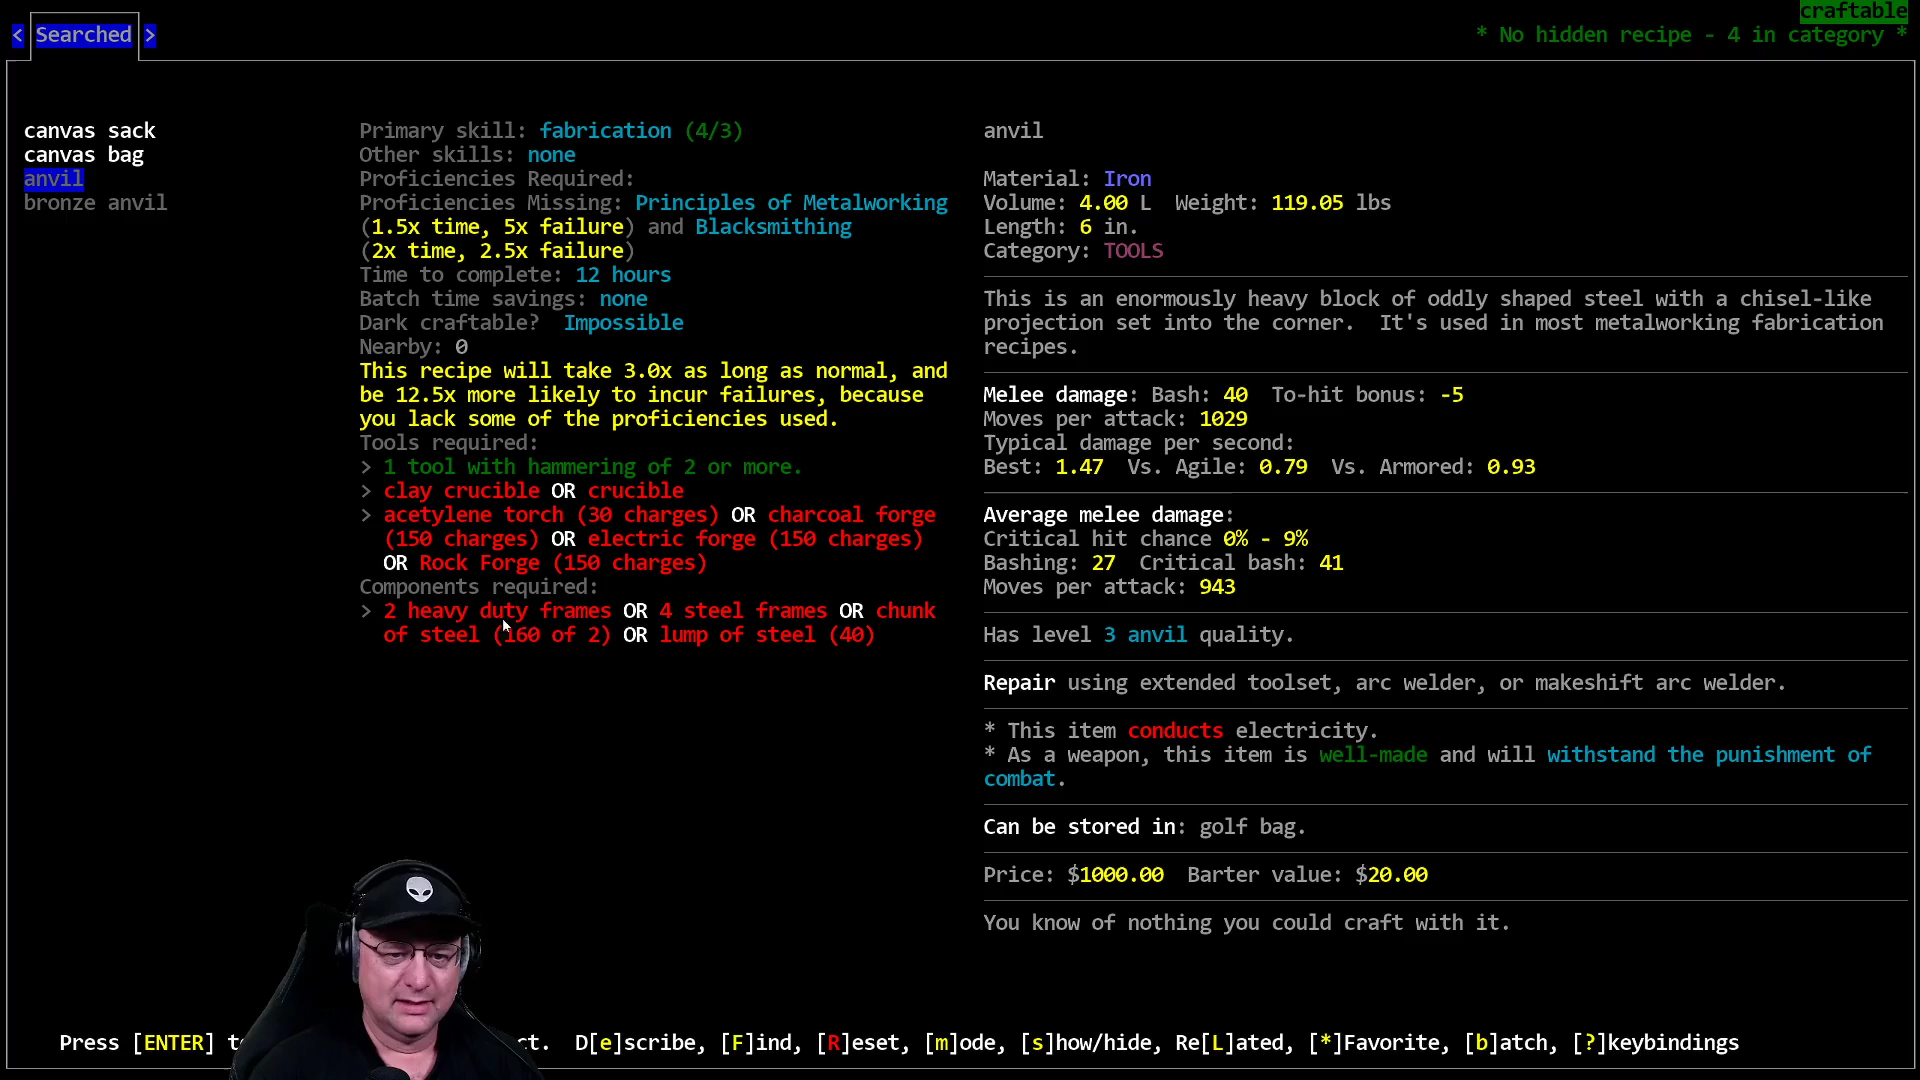 craftable
< Searched >
* No hidden recipe - 4 in category *
canvas sack
canvas bag
anvil
bronze anvil
Primary skill: fabrication (4/3)
Other skills: none
Proficiencies Required:
Proficiencies Missing: Principles of Metalworking
(1.5x time, 5x failure) and Blacksmithing
(2x time, 2.5x failure)
Time to complete: 12 hours
Batch time savings: none
Dark craftable?  Impossible
Nearby: 0
This recipe will take 3.0x as long as normal, and
be 12.5x more likely to incur failures, because
you lack some of the proficiencies used.
Tools required:
> 1 tool with hammering of 2 or more.
> clay crucible OR crucible
> acetylene torch (30 charges) OR charcoal forge
(150 charges) OR electric forge (150 charges)
OR Rock Forge (150 charges)
Components required:
> 2 heavy duty frames OR 4 steel frames OR chunk
of steel (160 of 2) OR lump of steel (40)
anvil
Material: Iron
Volume: 4.00 L  Weight: 119.05 lbs
Length: 6 in.
Category: TOOLS
This is an enormously heavy block of oddly shaped steel with a chisel-like
projection set into the corner.  It's used in most metalworking fabrication
recipes.
Melee damage: Bash: 40  To-hit bonus: -5
Moves per attack: 1029
Typical damage per second:
Best: 1.47  Vs. Agile: 0.79  Vs. Armored: 0.93
Average melee damage:
Critical hit chance 0% - 9%
Bashing: 27  Critical bash: 41
Moves per attack: 943
Has level 3 anvil quality.
Repair using extended toolset, arc welder, or makeshift arc welder.
* This item conducts electricity.
* As a weapon, this item is well-made and will withstand the punishment of
combat.
Can be stored in: golf bag.
Price: $1000.00  Barter value: $20.00
You know of nothing you could craft with it.
Press [ENTER] t ct.  D[e]scribe, [F]ind, [R]eset, [m]ode, [s]how/hide, Re[L]ated, [*]Favorite, [b]atch, [?]keybindings